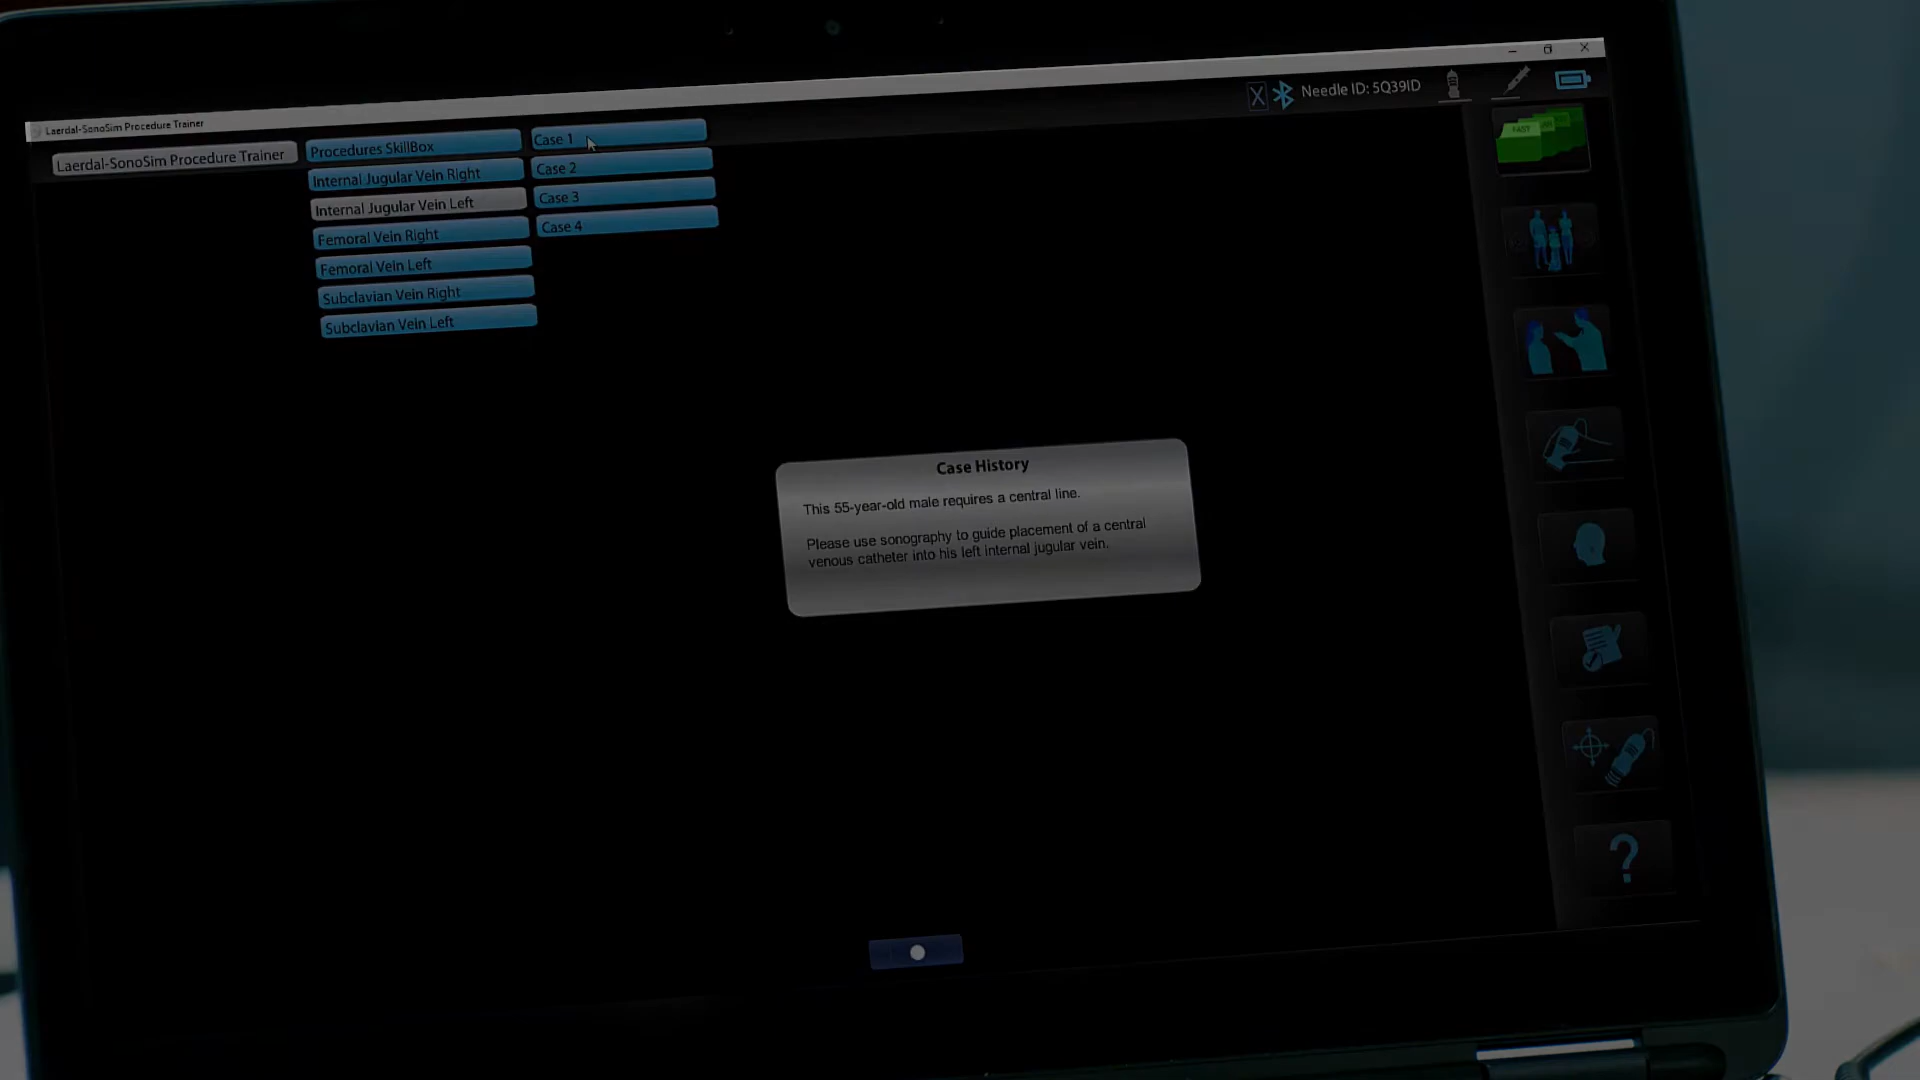 Laerdal-SonoSim Procedure Trainer
Needle ID: 5Q39ID
Laerdal-SonoSim Procedure Trainer
Procedures SkillBox
Internal Jugular Vein Right
Internal Jugular Vein Left
Femoral Vein Right
Femoral Vein Left
Subclavian Vein Right
Subclavian Vein Left
Case 1
Case 2
Case 3
Case 4
FAST
Case History
This 55-year-old male requires a central line.
Please use sonography to guide placement of a central
venous catheter into his left internal jugular vein.
?